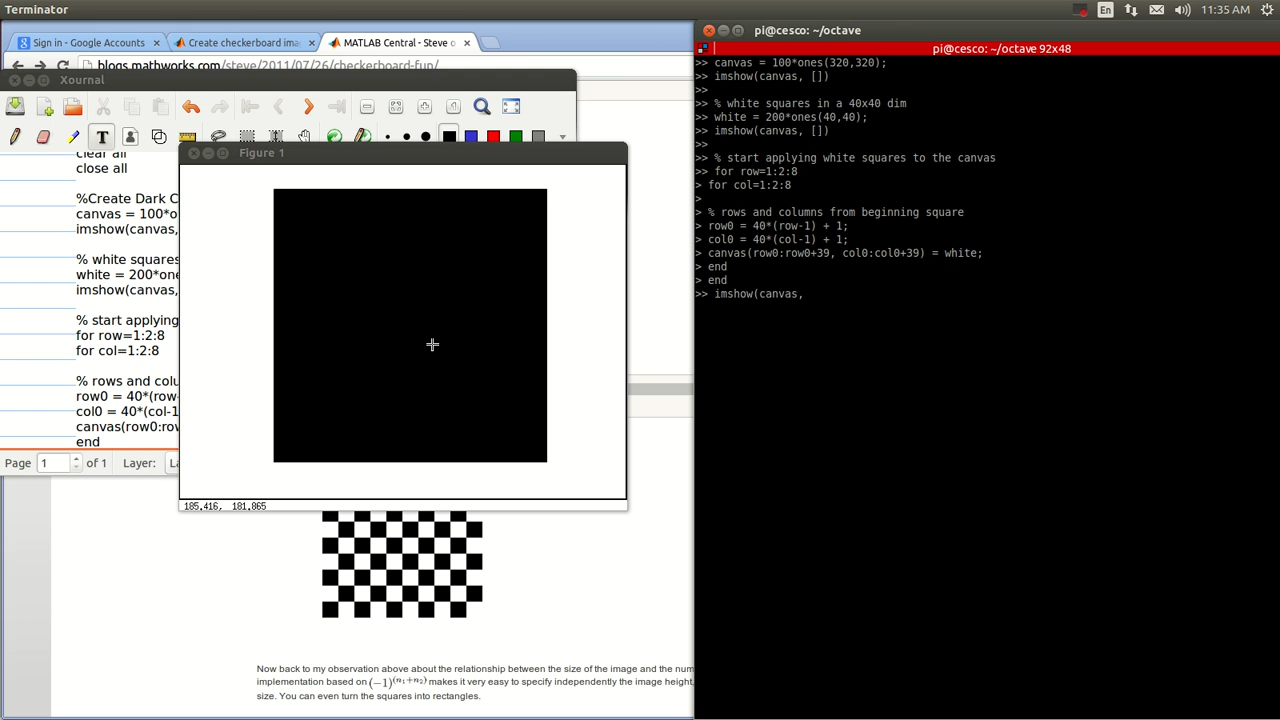 Terminator
En
11:35 AM
Sign in - Google Accounts
Create checkerboard ima
MATLAB Central - Steve o
blogs.mathworks.com/steve/2011/07/26/checkerboard-fun/
Xournal
clear all
close all
%Create Dark C
canvas = 100*on
imshow(canvas,
% white squares
white = 200*one
imshow(canvas,
% start applying
for row=1:2:8
for col=1:2:8
% rows and colu
row0 = 40*(row-
col0 = 40*(col-1
canvas(row0:row
end
Page 1 of 1 Layer: La
Figure 1
185.416, 181.865
Now back to my observation above about the relationship between the size of the image and the num
implementation based on (−1)^(n₁+n₂) makes it very easy to specify independently the image height,
size. You can even turn the squares into rectangles.
pi@cesco: ~/octave
pi@cesco: ~/octave 92x48
>> canvas = 100*ones(320,320);
>> imshow(canvas, [])
>>
>> % white squares in a 40x40 dim
>> white = 200*ones(40,40);
>> imshow(canvas, [])
>>
>> % start applying white squares to the canvas
>> for row=1:2:8
> for col=1:2:8
>
> % rows and columns from beginning square
> row0 = 40*(row-1) + 1;
> col0 = 40*(col-1) + 1;
> canvas(row0:row0+39, col0:col0+39) = white;
> end
> end
>> imshow(canvas,